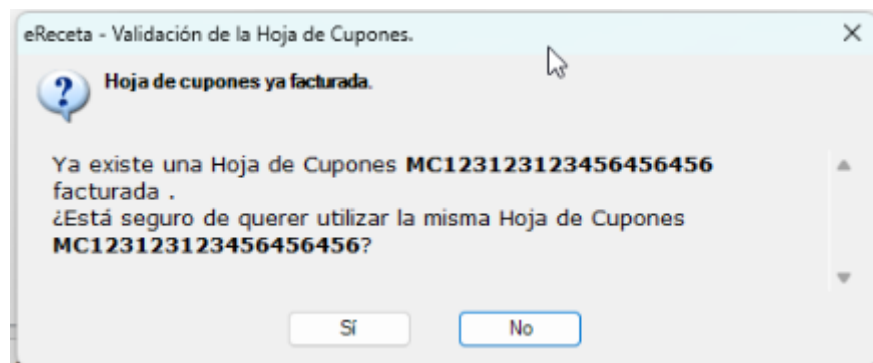 eReceta - Validación de la Hoja de Cupones.
Hoja de cupones ya facturada.
Ya existe una Hoja de Cupones MC123123123456456456
facturada .
¿Está seguro de querer utilizar la misma Hoja de Cupones
MC123123123456456456?
Sí
No